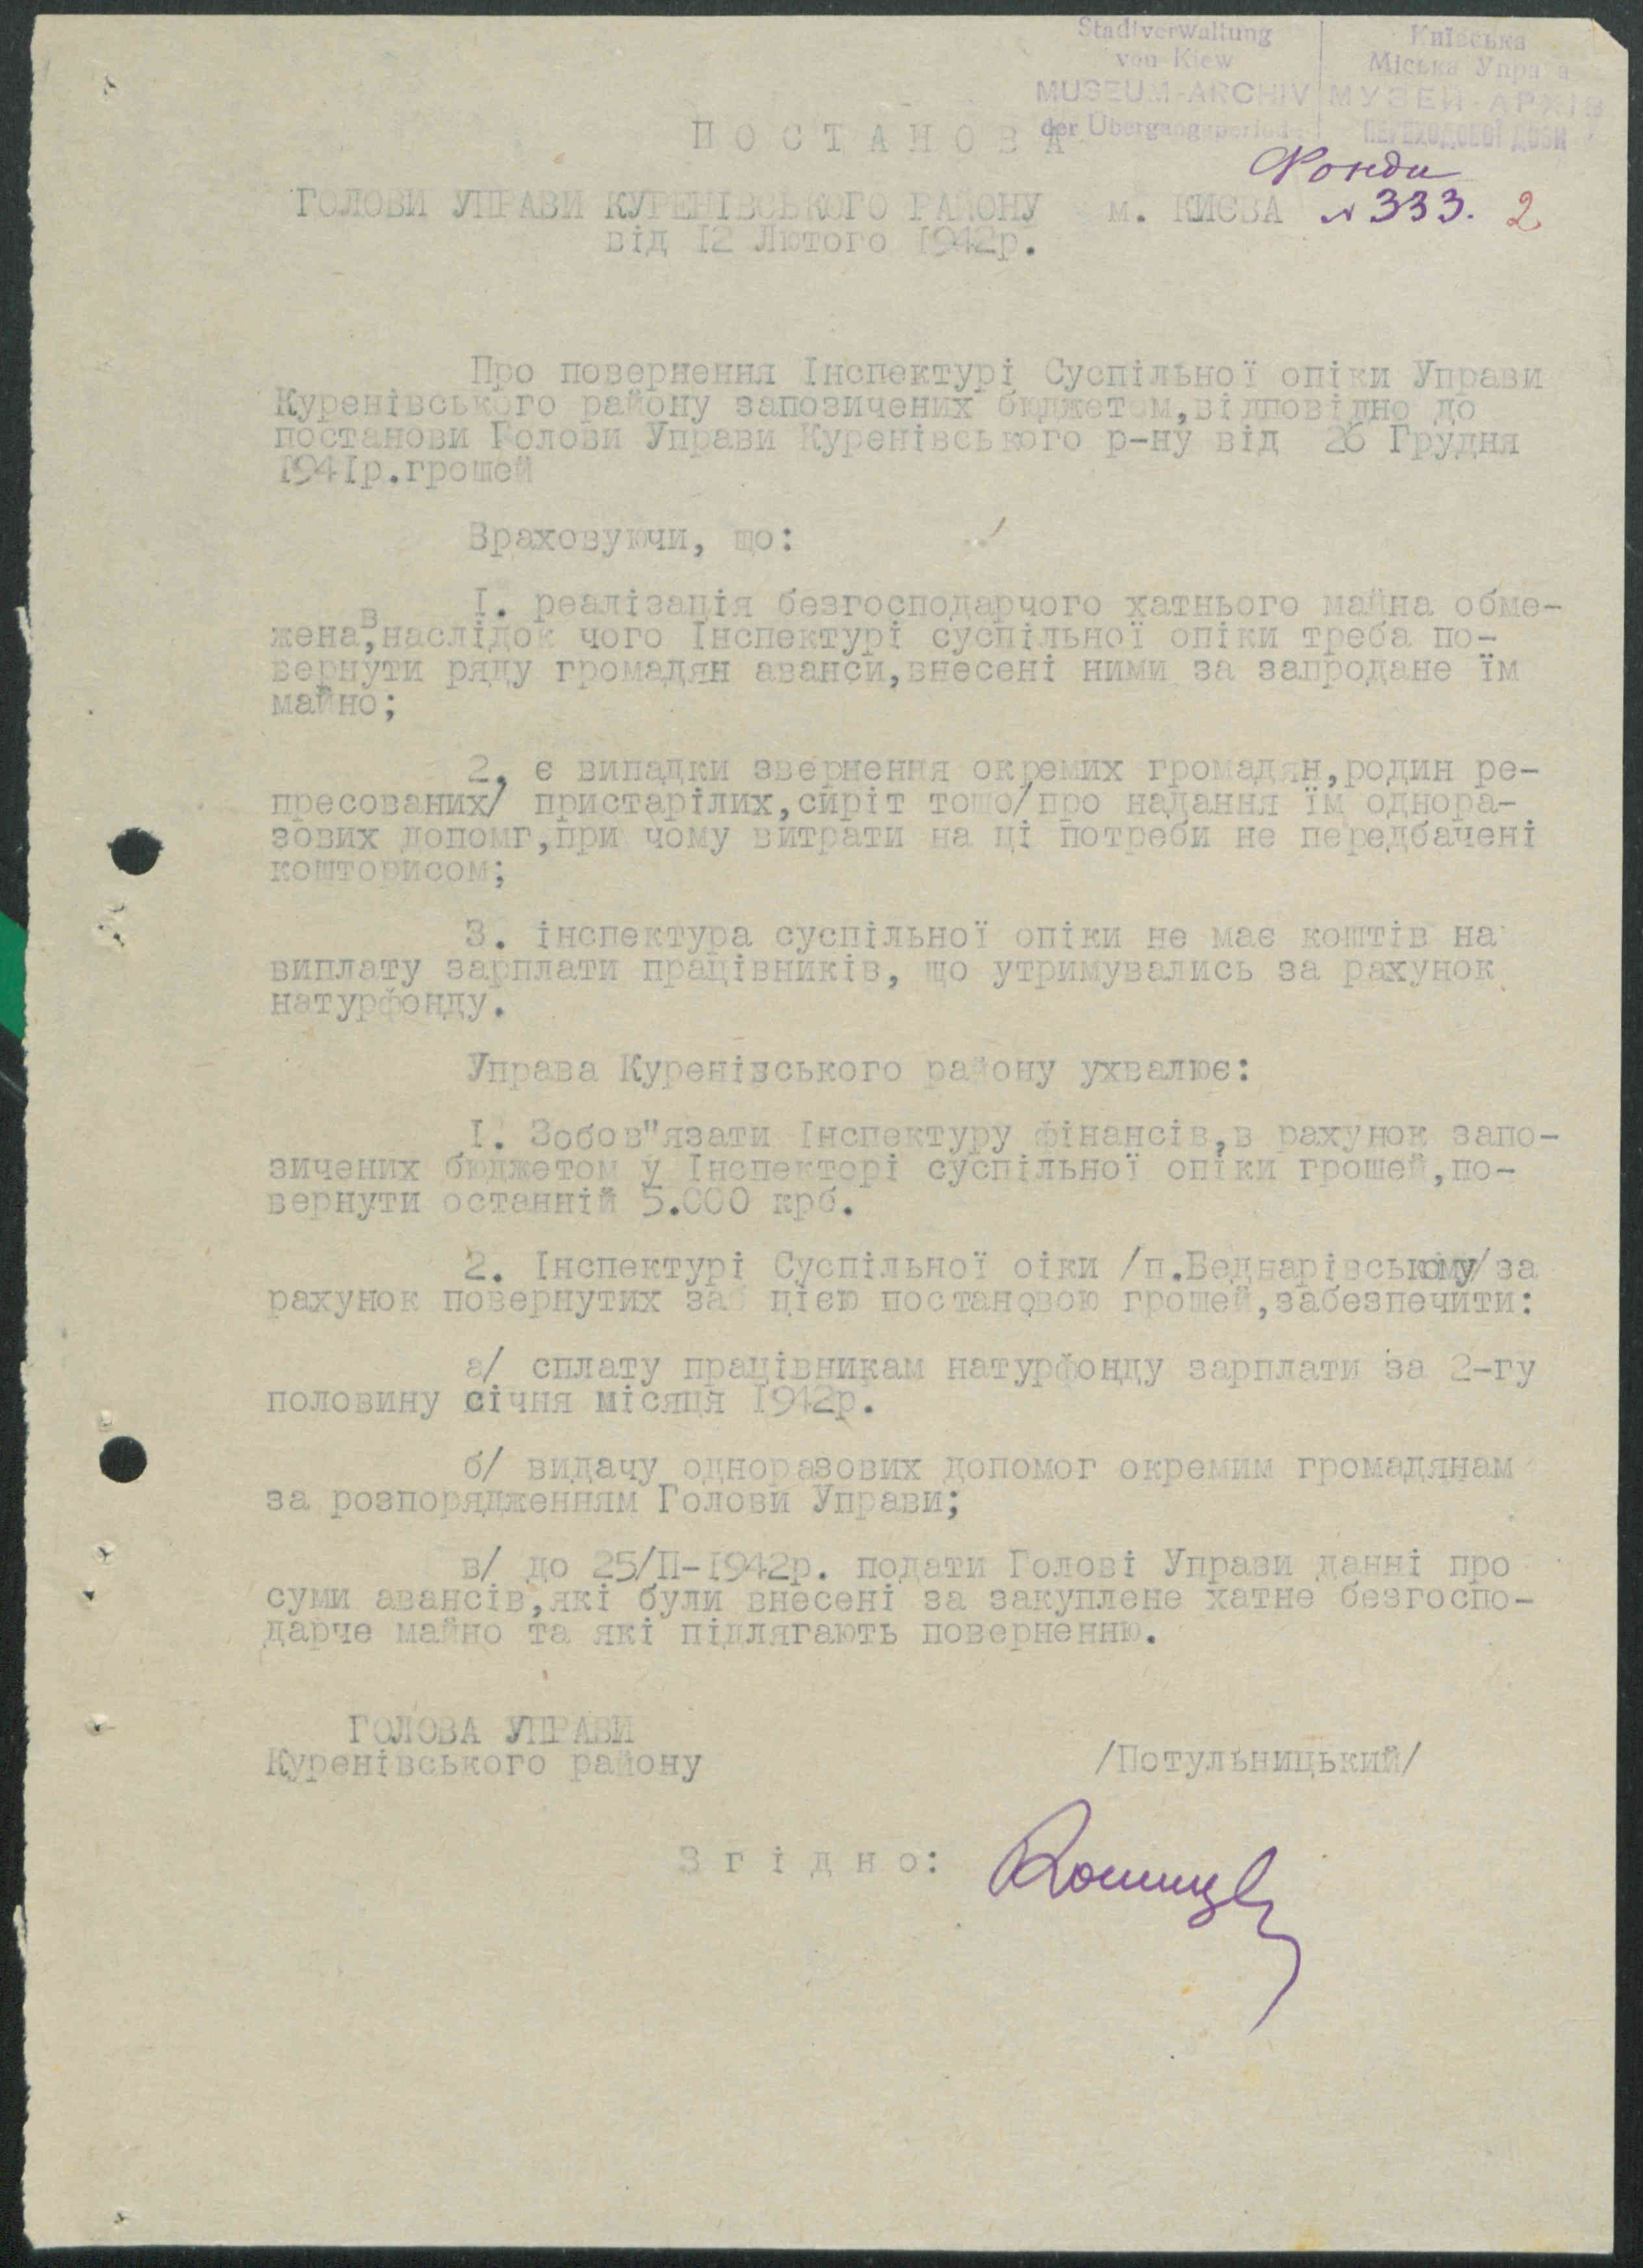 Stadtverwaltung
von Kiew
MUSEUM-ARCHIV
der Übergangsperiode
Київська
Міська Управа
МУЗЕЙ-АРХІВ
ПЕРЕХОДОВОЇ ДОБИ
Фонди
№ 333. 2
ПОСТАНОВА
ГОЛОВИ УПРАВИ КУРЕНІВСЬКОГО РАЙОНУ м. КИЄВА
від 12 Лютого 1942р.
Про повернення Інспектурі Суспільної опіки Управи
Куренівського району запозичених бюджетом,відповідно до
постанови Голови Управи Куренівського р-ну від 26 Грудня
1941р.грошей
Враховуючи, що:
І. реалізація безгосподарчого хатнього майна обме-
жена,внаслідок чого Інспектурі суспільної опіки треба по-
вернути ряду громадян аванси,внесені ними за запродане їм
майно;
2, є випадки звернення окремих громадян,родин ре-
пресованих/ пристарілих,сиріт тощо/про надання їм однора-
зових допомг,при чому витрати на ці потреби не передбачені
кошторисом;
3. інспектура суспільної опіки не має коштів на
виплату зарплати працівників, що утримувались за рахунок
натурфонду.
Управа Куренівського району ухвалює:
І. Зобов"язати Інспектуру фінансів,в рахунок запо-
зичених бюджетом у Інспекторі суспільної опіки грошей,по-
вернути останній 5.000 крб.
2. Інспектурі Суспільної оіки /п.Беднарівському/за
рахунок повернутих за цією постановою грошей,забезпечити:
а/ сплату працівникам натурфонду зарплати за 2-гу
половину січня місяця 1942р.
б/ видачу одноразових допомог окремим громадянам
за розпорядженням Голови Управи;
в/ до 25/ІІ-1942р. подати Голові Управи данні про
суми авансів,які були внесені за закуплене хатне безгоспо-
дарче майно та які підлягають поверненню.
ГОЛОВА УПРАВИ
Куренівського району /Потульницький/
Згідно: